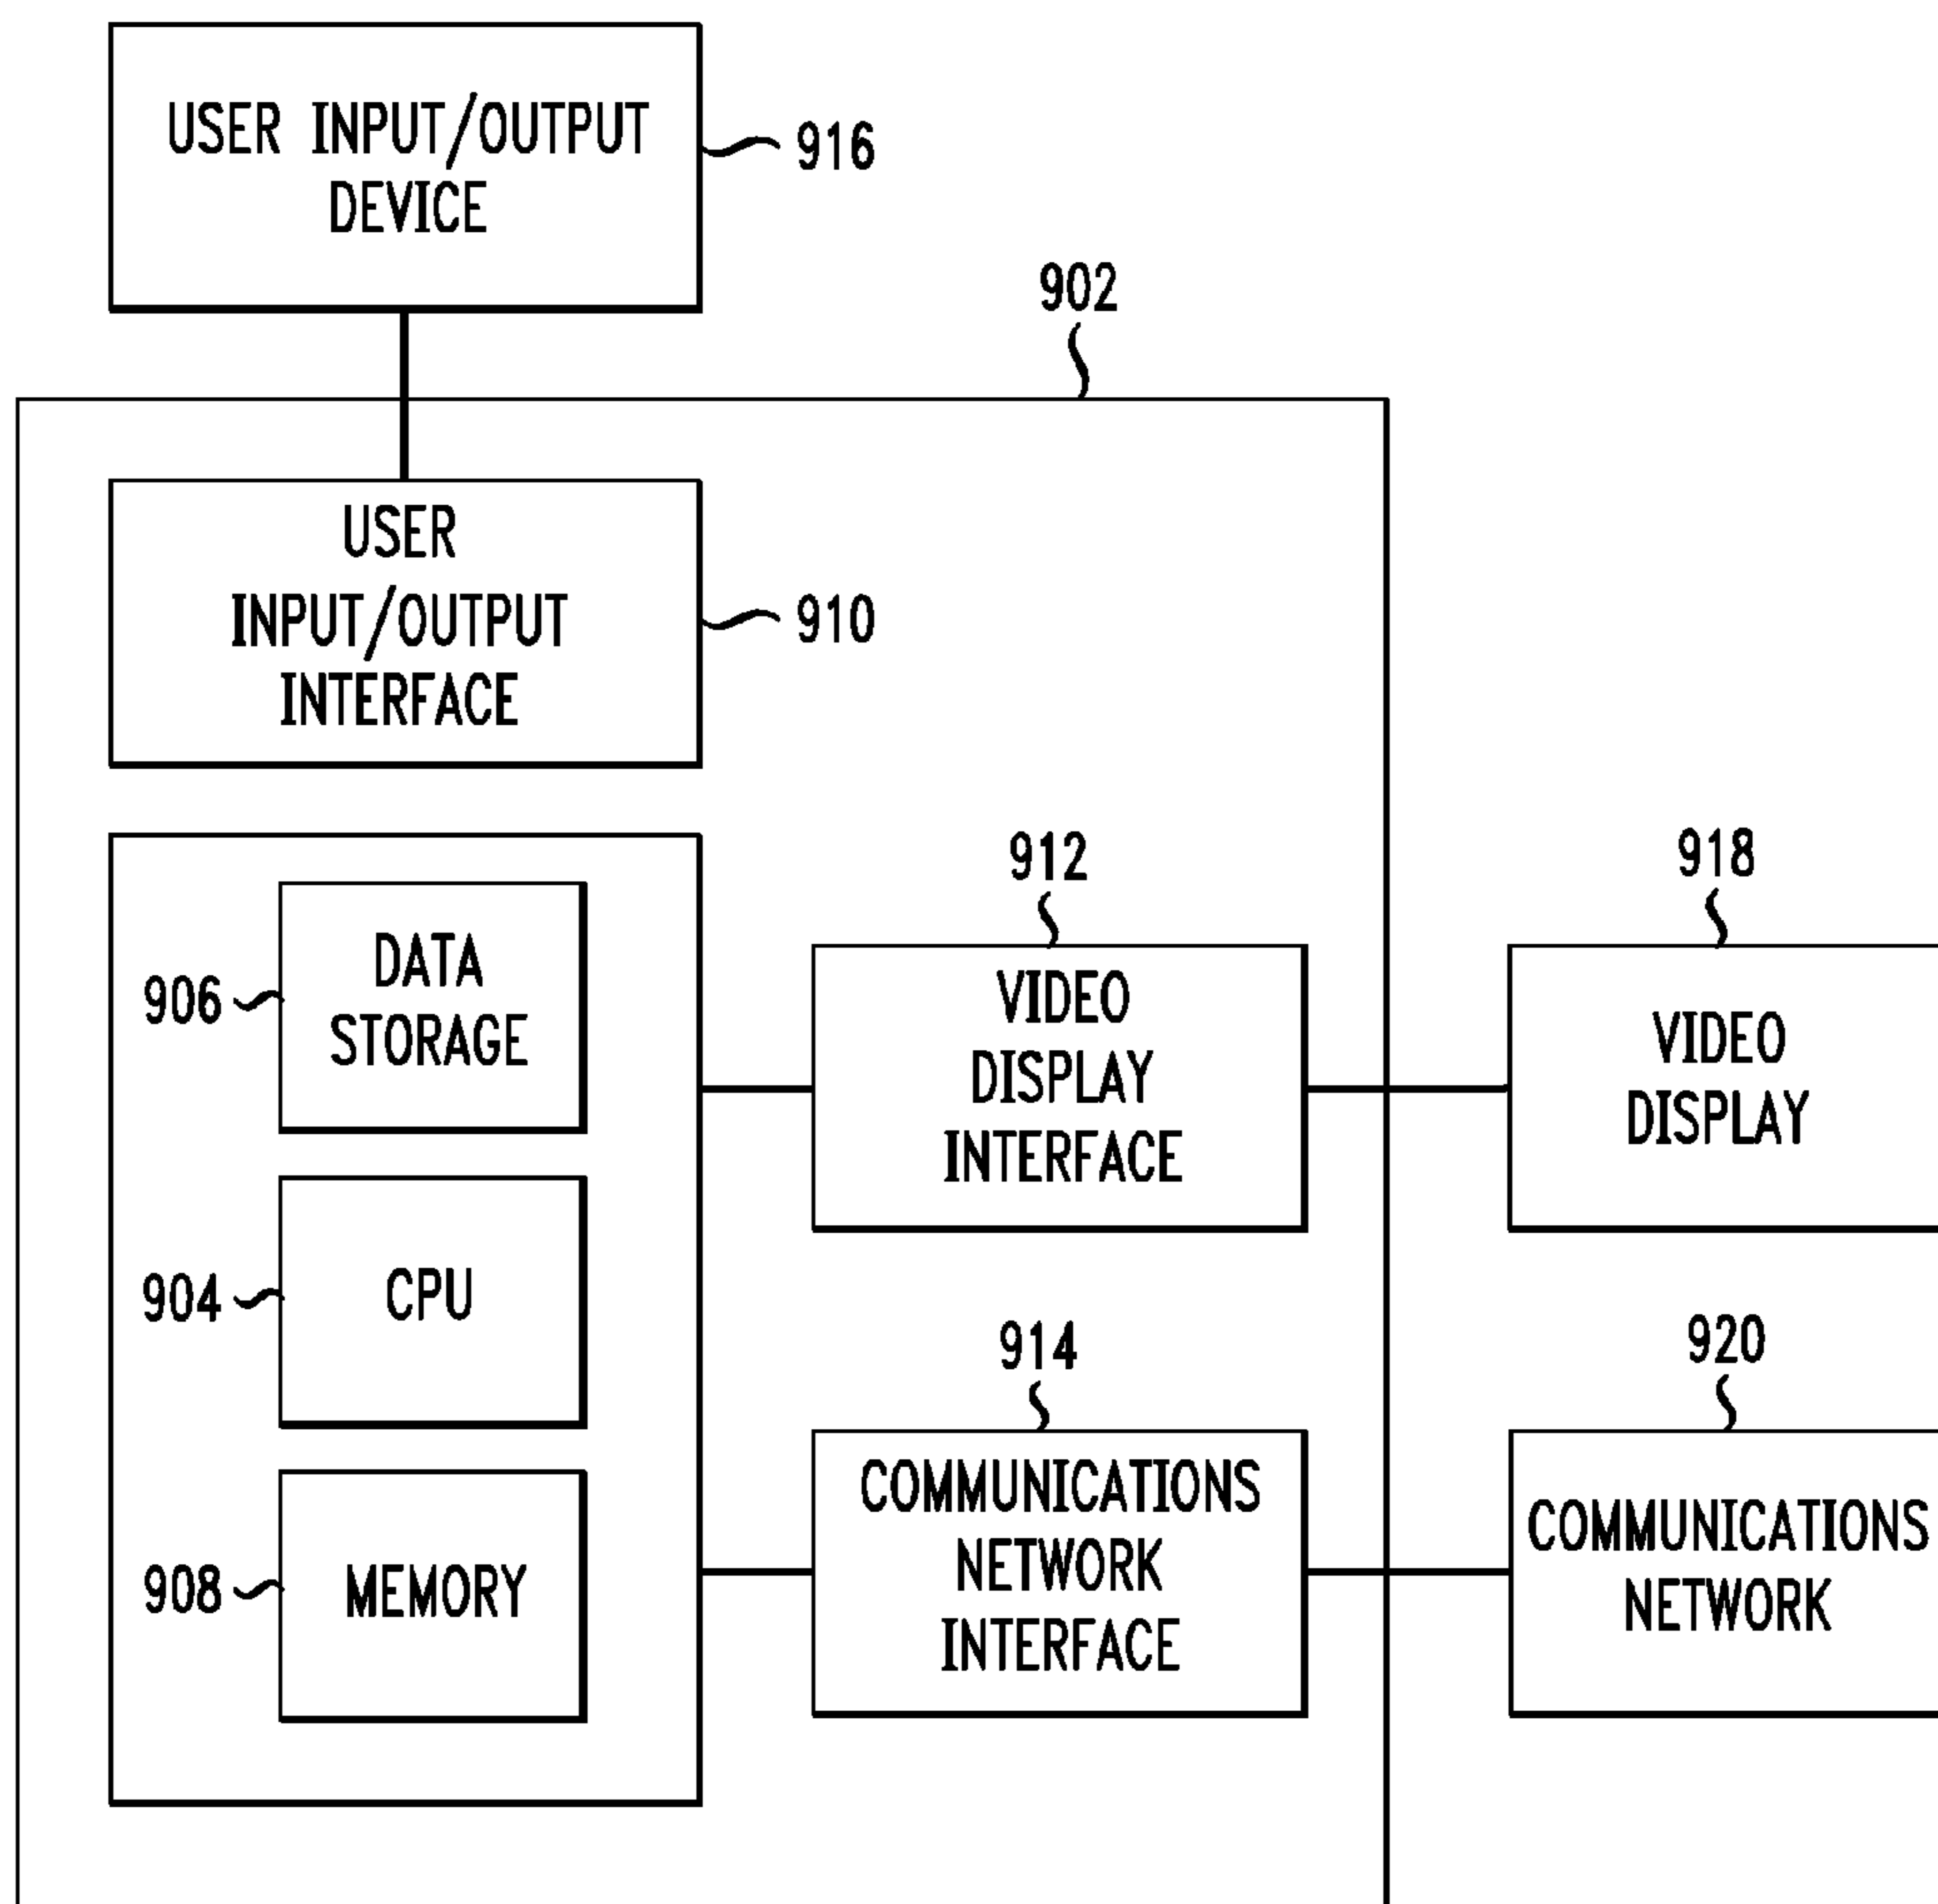 USER INPUT/OUTPUT
DEVICE
916
902
USER
INPUT/OUTPUT
INTERFACE
910
912
918
DATA
STORAGE
906
VIDEO
DISPLAY
INTERFACE
VIDEO
DISPLAY
CPU
904
914
920
MEMORY
908
COMMUNICATIONS
NETWORK
INTERFACE
COMMUNICATIONS
NETWORK